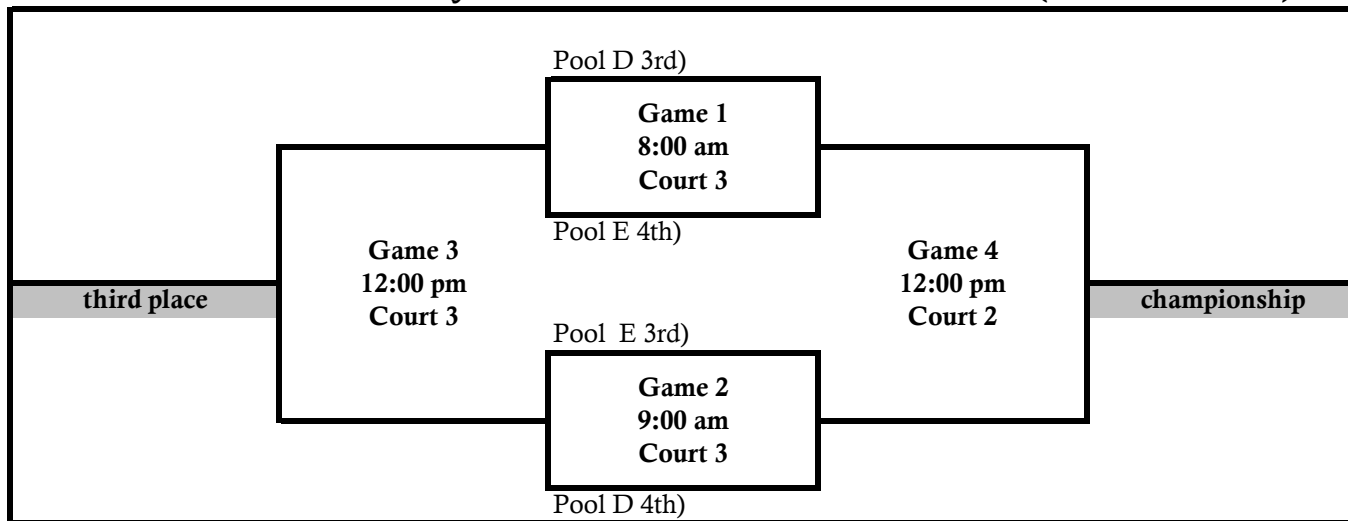 Pool D 3rd)
Game 1
8:00 am
Court 3
Pool E 4th)
Game 3
12:00 pm
Court 3
Game 4
12:00 pm
Court 2
third place
championship
Pool  E 3rd)
Game 2
9:00 am
Court 3
Pool D 4th)